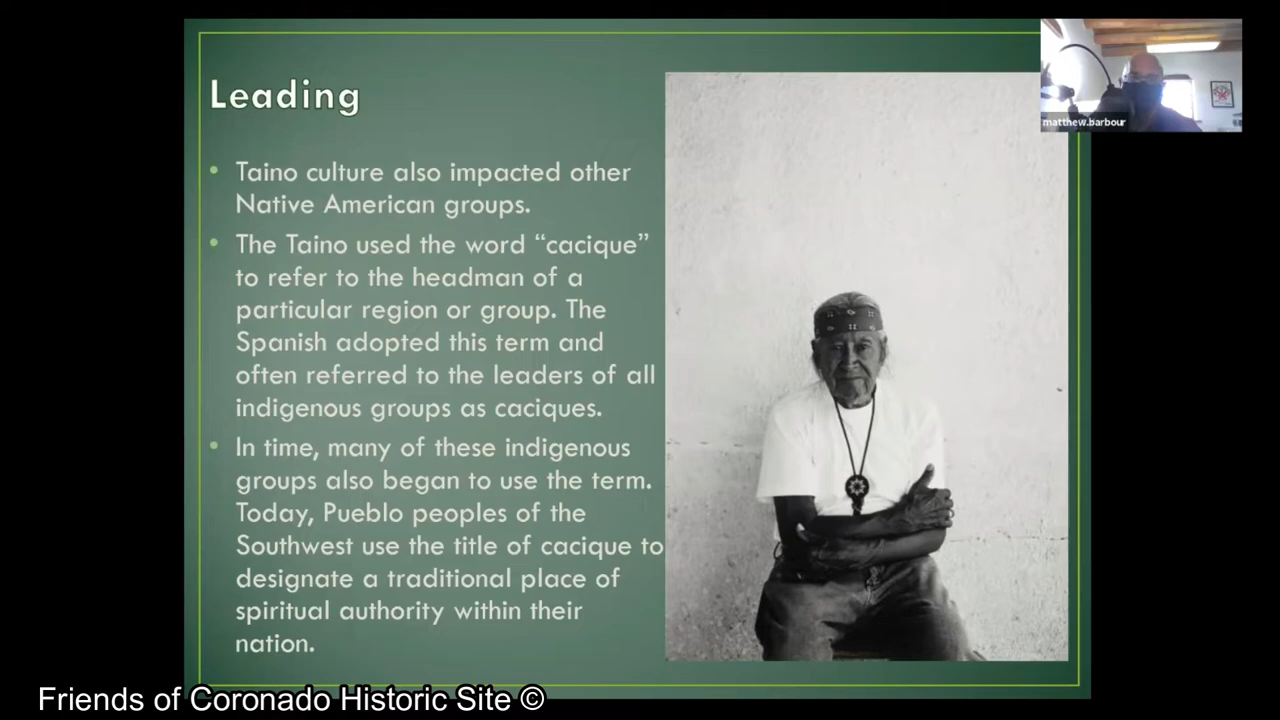 Leading
matthew.barbour
• Taino culture also impacted other
Native American groups.
• The Taino used the word “cacique”
to refer to the headman of a
particular region or group. The
Spanish adopted this term and
often referred to the leaders of all
indigenous groups as caciques.
• In time, many of these indigenous
groups also began to use the term.
Today, Pueblo peoples of the
Southwest use the title of cacique to
designate a traditional place of
spiritual authority within their
nation.
Friends of Coronado Historic Site ©